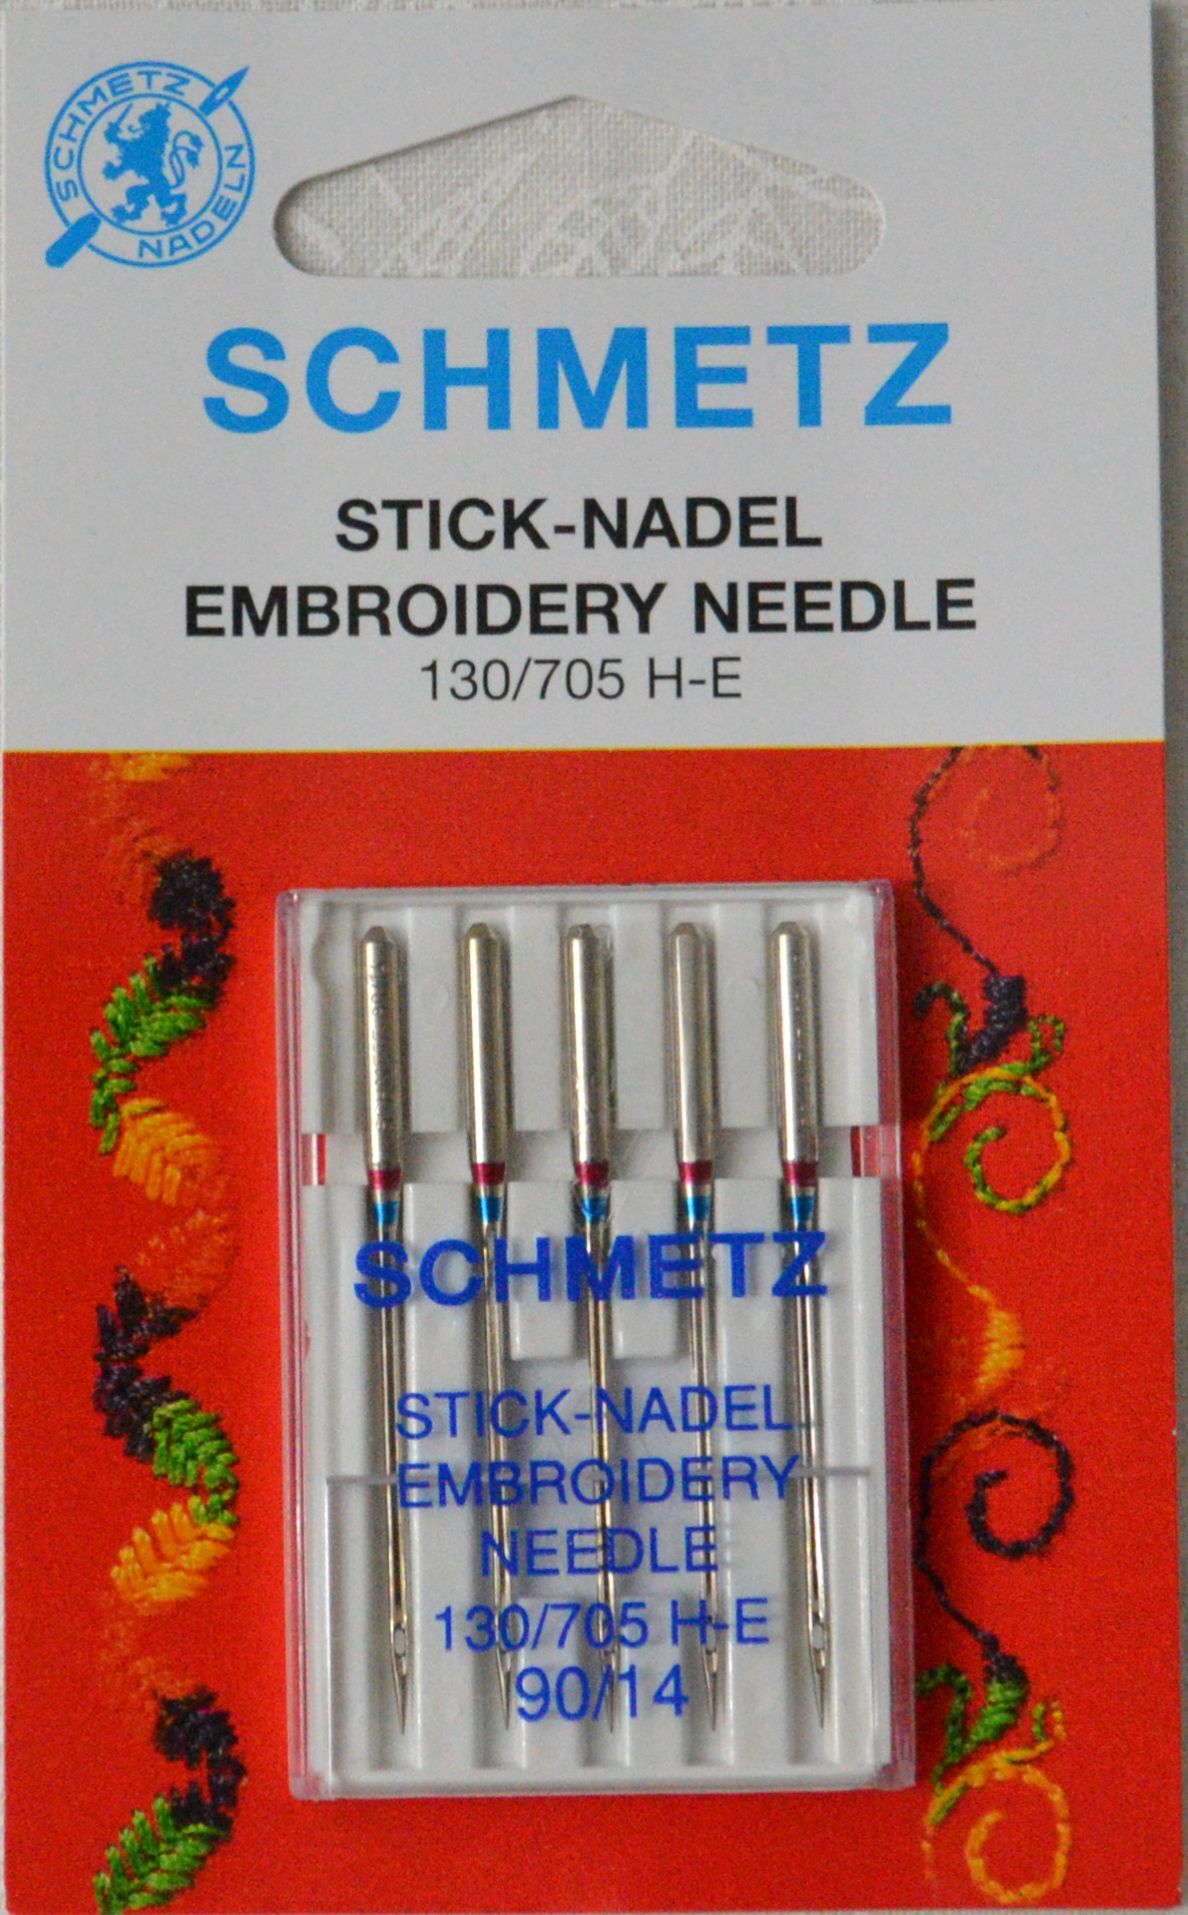 SCHMETZ
NADELN
SCHMETZ
STICK-NADEL
EMBROIDERY NEEDLE
130/705 H-E
SCHMETZ
STICK-NADEL
EMBROIDERY
NEEDLE
130/705 H-E
90/14